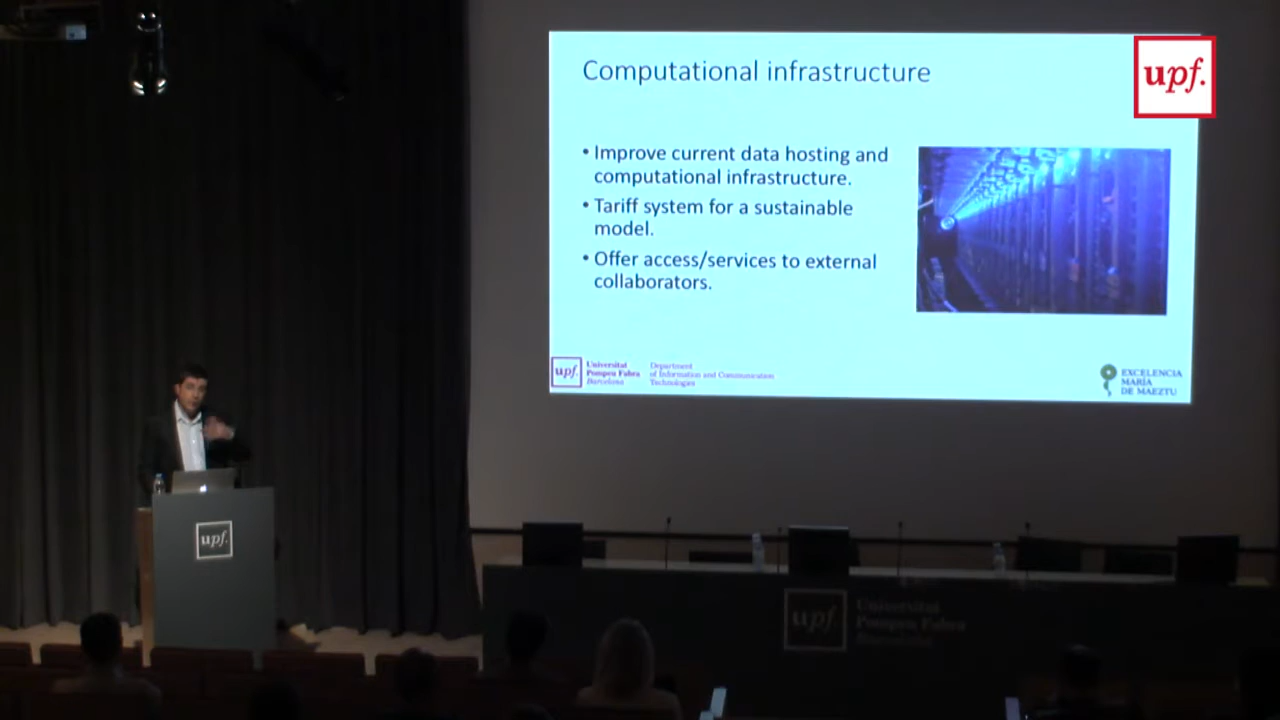 Computational infrastructure
upf.
• Improve current data hosting and
computational infrastructure.
• Tariff system for a sustainable
model.
• Offer access/services to external
collaborators.
upf.
Universitat
Pompeu Fabra
Barcelona
Department
of Information and Communication
Technologies
EXCELENCIA
MARÍA
DE MAEZTU
upf.
upf.
Universitat
Pompeu Fabra
Barcelona